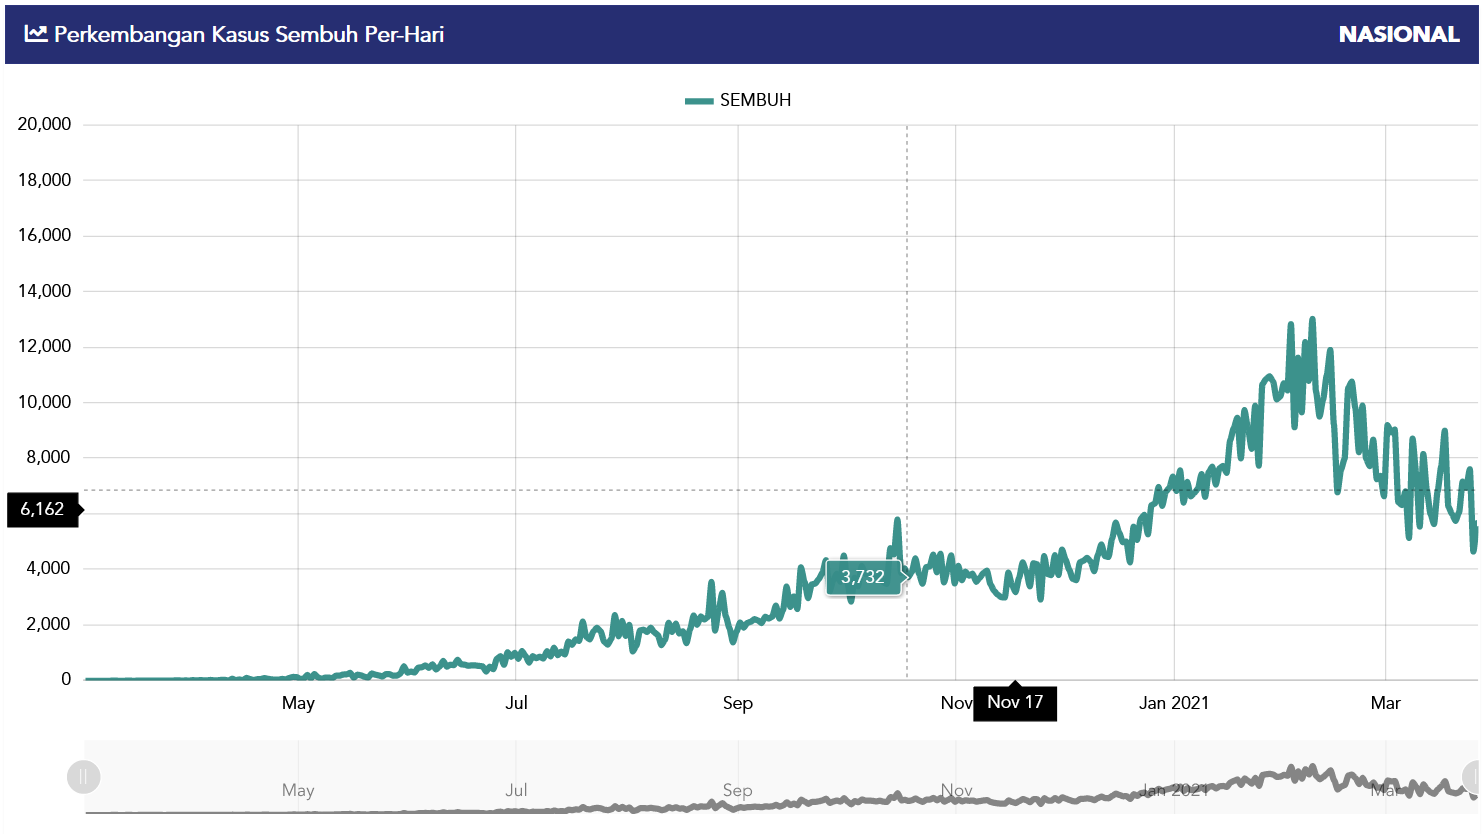 Perkembangan Kasus Sembuh Per-Hari
NASIONAL
SEMBUH
20,000
18,000
16,000
14,000
12,000
10,000
8,000
6,162
4,000
2,000
0
3,732
May
Jul
Sep
Nov
Nov 17
Jan 2021
Mar
May
Jul
Sep
Nov
Jan 2021
Mar